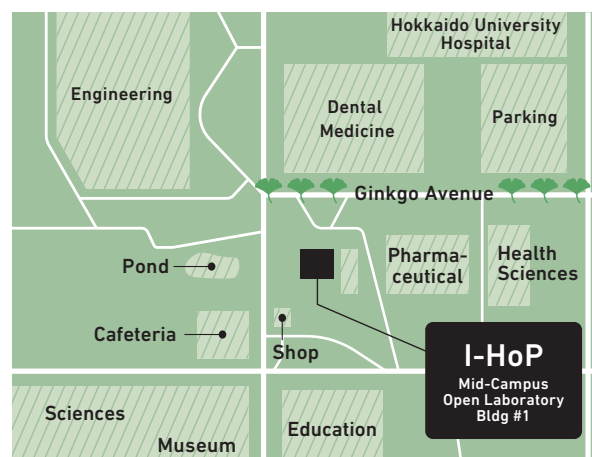 Hokkaido University
Hospital
Engineering
Dental
Medicine
Parking
Ginkgo Avenue
Pharma-
ceutical
Health
Sciences
Pond
Cafeteria
Shop
I-HoP
Mid-Campus
Open Laboratory
Bldg #1
Sciences
Museum
Education